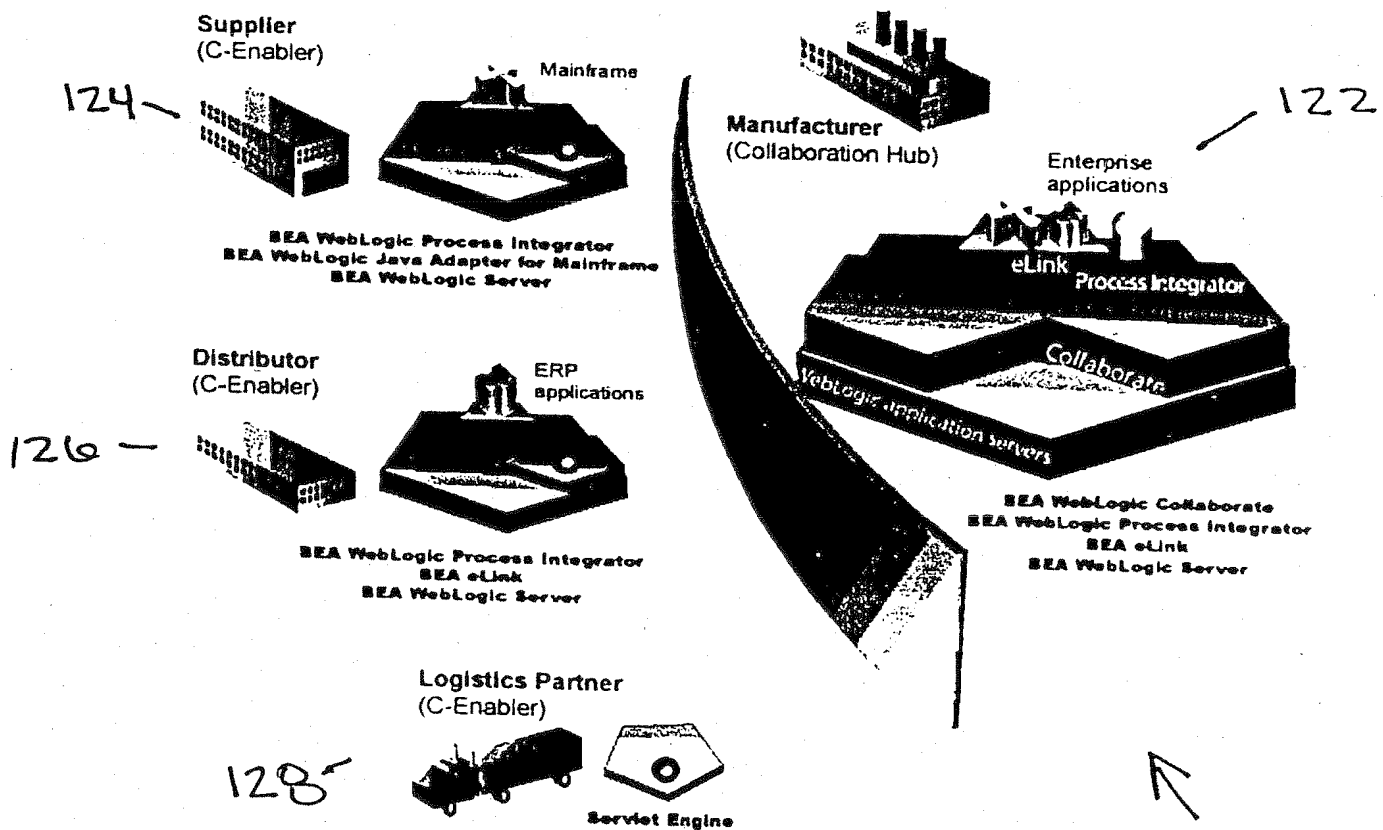 Supplier
(C-Enabler)
124
Mainframe
BEA WebLogic Process Integrator
BEA WebLogic Java Adapter for Mainframe
BEA WebLogic Server
Manufacturer
(Collaboration Hub)
122
Enterprise
applications
eLink
Process Integrator
Collaborate
WebLogic application servers
BEA WebLogic Collaborate
BEA WebLogic Process Integrator
BEA eLink
BEA WebLogic Server
Distributor
(C-Enabler)
126
ERP
applications
BEA WebLogic Process Integrator
BEA eLink
BEA WebLogic Server
Logistics Partner
(C-Enabler)
128
Servlet Engine